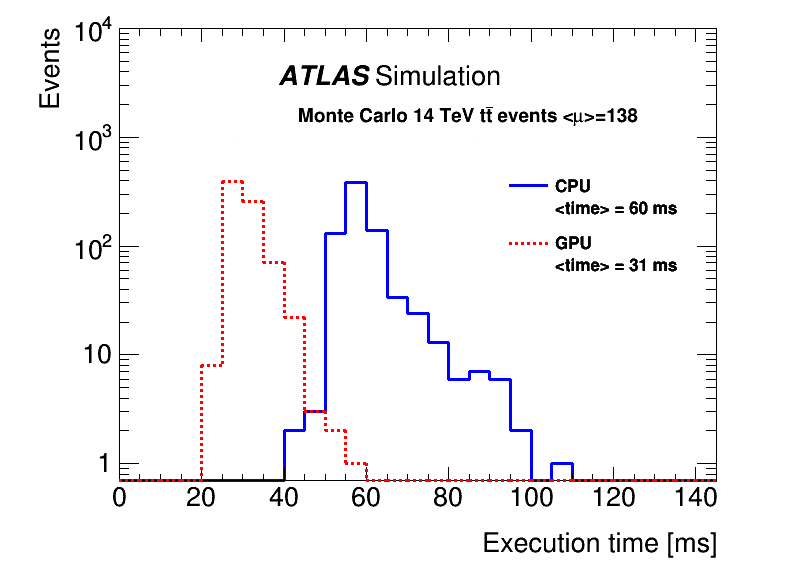 Events
10⁴
10³
10²
10
1
ATLAS Simulation
Monte Carlo 14 TeV tt̄ events <μ>=138
CPU
<time> = 60 ms
GPU
<time> = 31 ms
0 20 40 60 80 100 120 140
Execution time [ms]